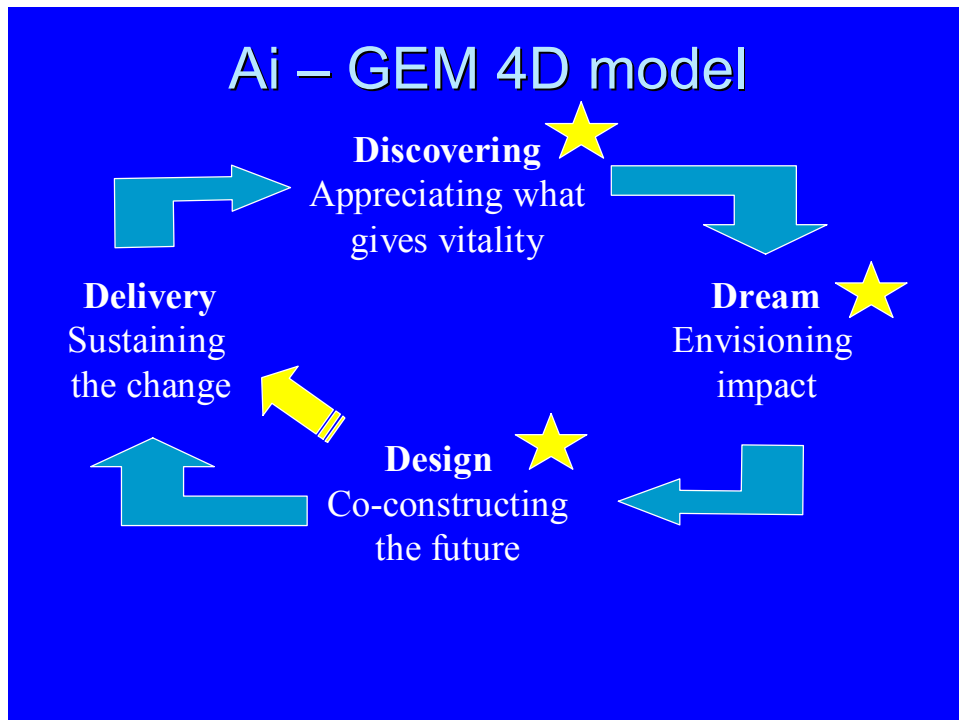 Ai – GEM 4D model
Discovering
Appreciating what
gives vitality
Dream
Envisioning
impact
Design
Co-constructing
the future
Delivery
Sustaining
the change